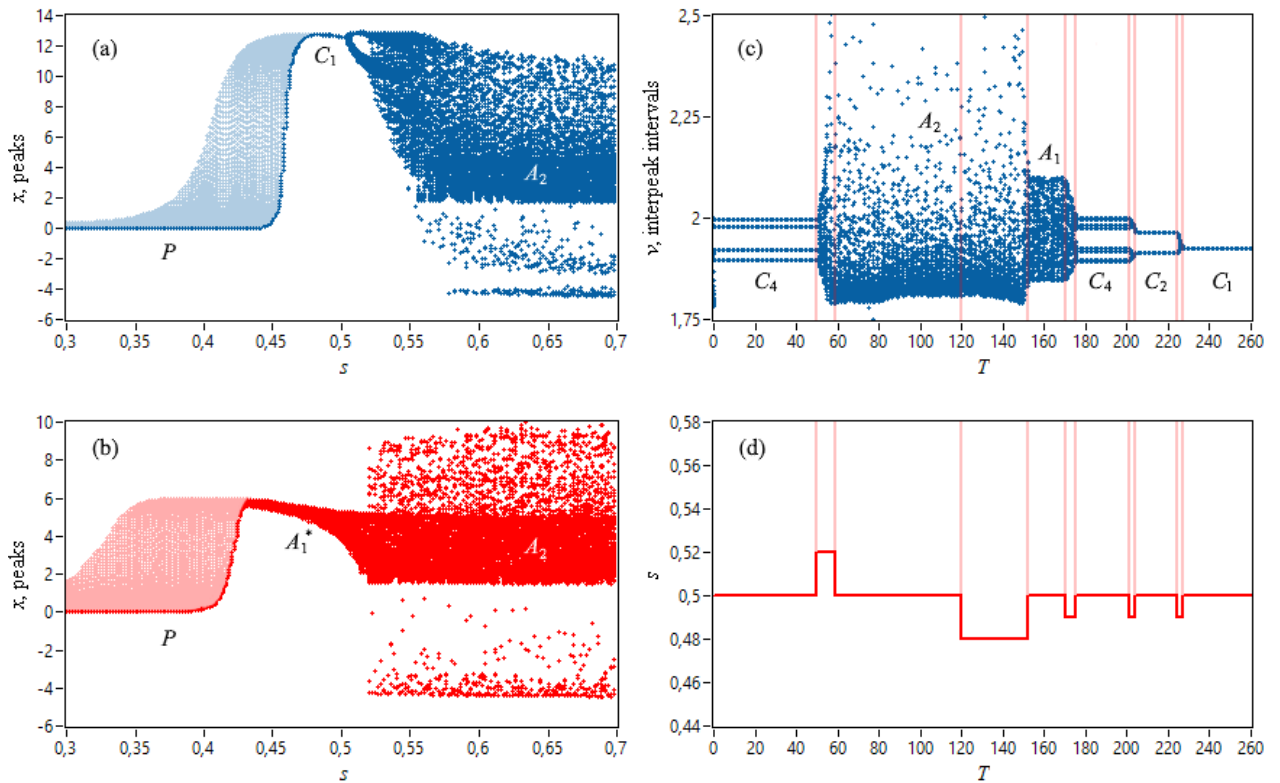 (a)
x, peaks
14
12
10
8
6
4
2
0
-2
-4
-6
P
C1
A2
0,3 0,35 0,4 0,45 0,5 0,55 0,6 0,65 0,7
s
(c)
v, interpeak intervals
2,5
2,25
2
1,75
A2
A1
C4
C4
C2
C1
0 20 40 60 80 100 120 140 160 180 200 220 240 260
T
(b)
x, peaks
10
8
6
4
2
0
-2
-4
-6
P
A1*
A2
0,3 0,35 0,4 0,45 0,5 0,55 0,6 0,65 0,7
s
(d)
s
0,58
0,56
0,54
0,52
0,5
0,48
0,46
0,44
0 20 40 60 80 100 120 140 160 180 200 220 240 260
T